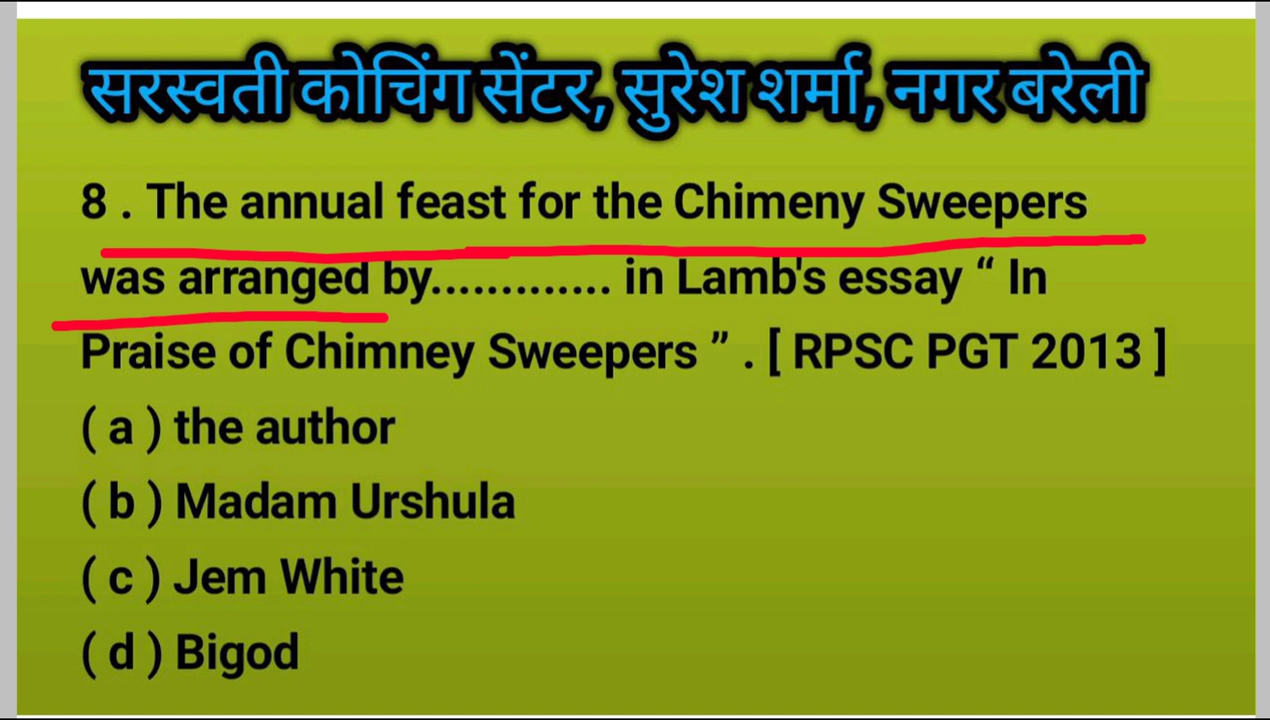 सरस्वती कोचिंग सेंटर, सुरेश शर्मा, नगर बरेली
8 . The annual feast for the Chimeny Sweepers
was arranged by............. in Lamb's essay “ In
Praise of Chimney Sweepers ” . [ RPSC PGT 2013 ]
( a ) the author
( b ) Madam Urshula
( c ) Jem White
( d ) Bigod